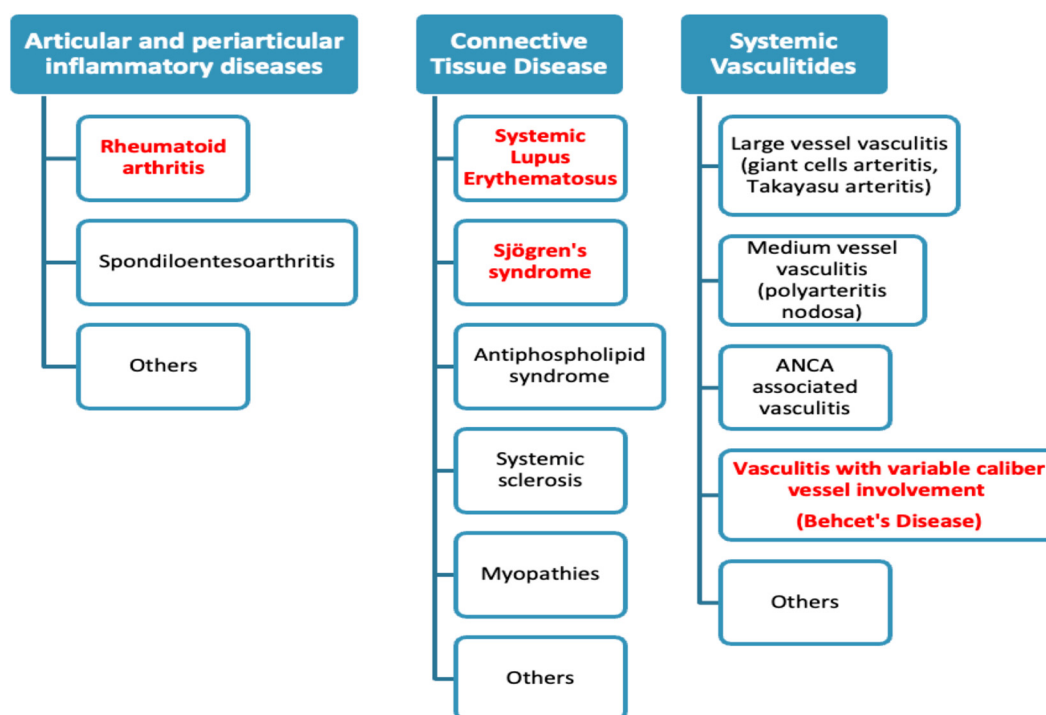 Articular and periarticular
inflammatory diseases
Rheumatoid
arthritis
Spondiloentesoarthritis
Others
Connective
Tissue Disease
Systemic
Lupus
Erythematosus
Sjögren's
syndrome
Antiphospolipid
syndrome
Systemic
sclerosis
Myopathies
Others
Systemic
Vasculitides
Large vessel vasculitis
(giant cells arteritis,
Takayasu arteritis)
Medium vessel
vasculitis
(polyarteritis
nodosa)
ANCA
associated
vasculitis
Vasculitis with variable caliber
vessel involvement
(Behcet's Disease)
Others